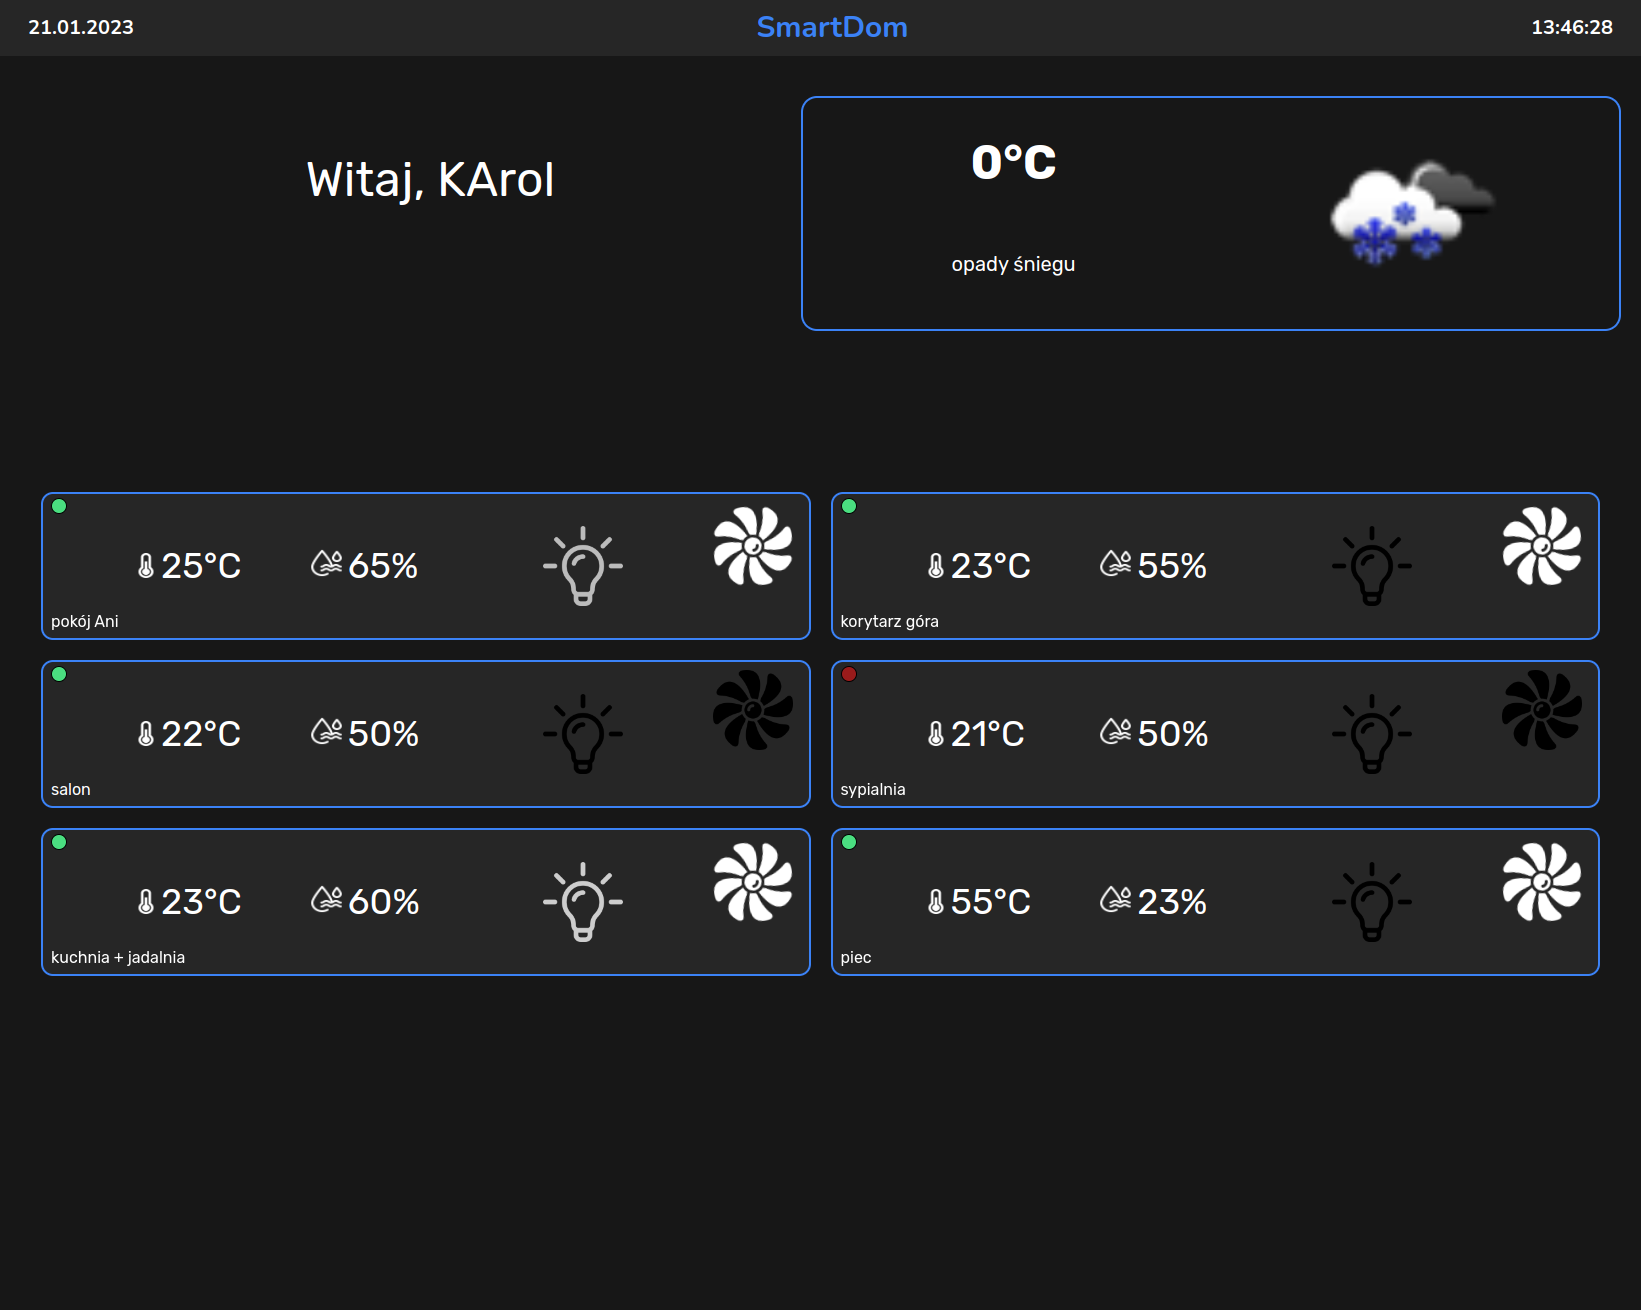 21.01.2023
SmartDom
13:46:28
Witaj, KArol
0°C
opady śniegu
25°C 65%
pokój Ani
23°C 55%
korytarz góra
22°C 50%
salon
21°C 50%
sypialnia
23°C 60%
kuchnia + jadalnia
55°C 23%
piec